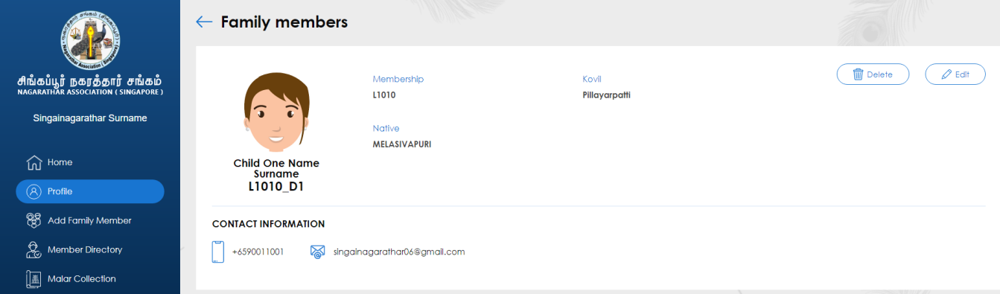 சிங்கப்பூர் நகரத்தார் சங்கம்
NAGARATHAR ASSOCIATION ( SINGAPORE )
Singainagarathar Surname
Home
Profile
Add Family Member
Member Directory
Malar Collection
← Family members
Child One Name
Surname
L1010_D1
Membership
L1010
Native
MELASIVAPURI
Kovil
Pillayarpatti
Delete
Edit
CONTACT INFORMATION
+6590011001
singainagarathar06@gmail.com